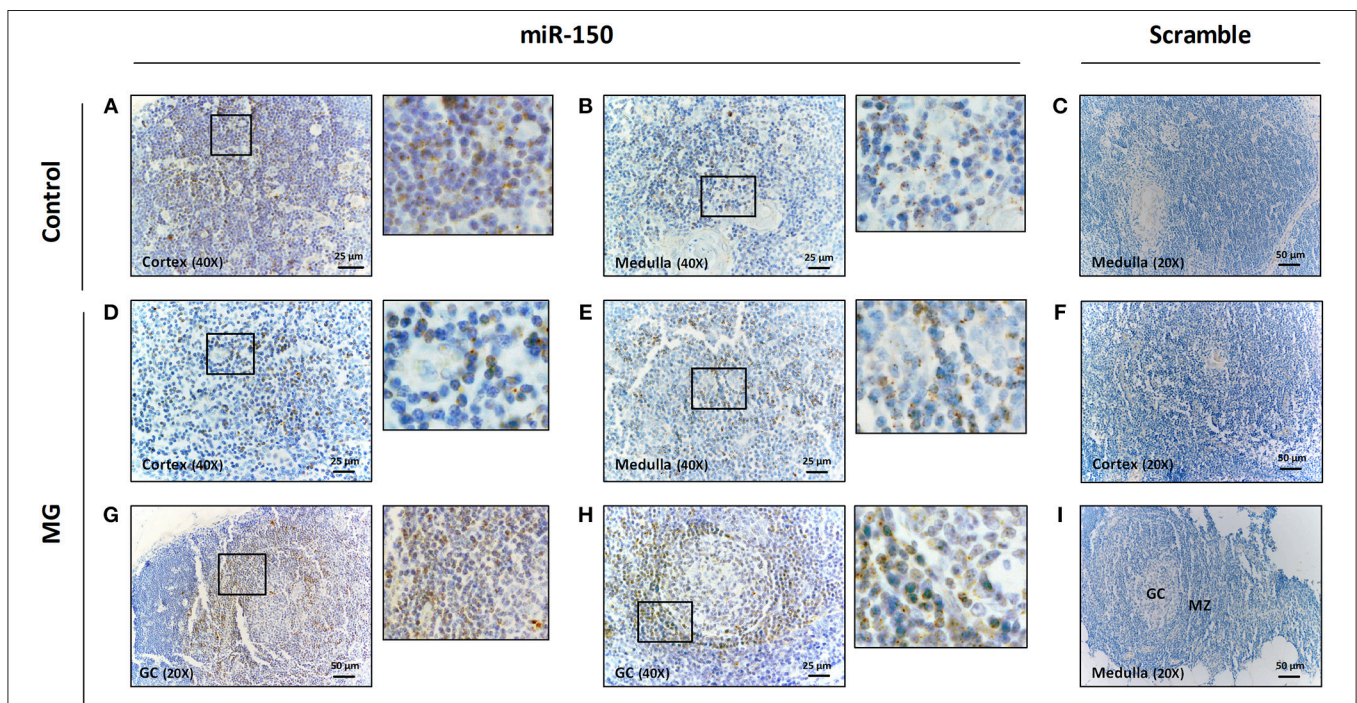 miR-150 Scramble
Control
MG
A B C
Cortex (40X) 25 µm Medulla (40X) 25 µm Medulla (20X) 50 µm
D E F
Cortex (40X) 25 µm Medulla (40X) 25 µm Cortex (20X) 50 µm
G H I
GC MZ
GC (20X) 50 µm GC (40X) 25 µm Medulla (20X) 50 µm